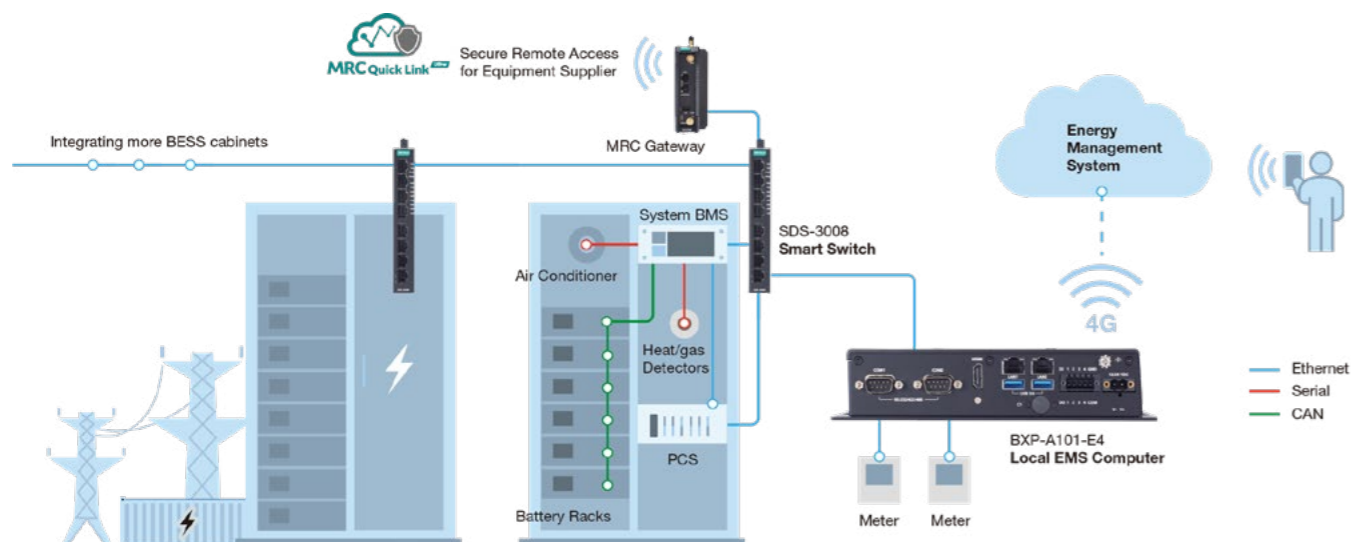 MRC Quick Link
Secure Remote Access
for Equipment Supplier
Integrating more BESS cabinets
MRC Gateway
Energy
Management
System
System BMS
SDS-3008
Smart Switch
Air Conditioner
4G
Heat/gas
Detectors
Ethernet
Serial
CAN
COM1
COM2
PCS
BXP-A101-E4
Local EMS Computer
Battery Racks
Meter
Meter